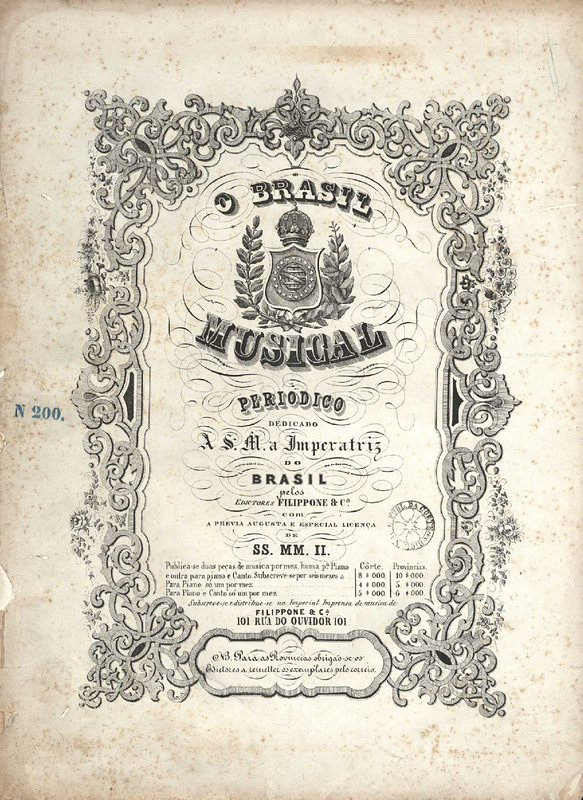 O BRASIL
MUSICAL
PERIODICO
DEDICADO
A S. M. a Imperatriz
DO
BRASIL
pelos
EDICTORES FILIPPONE & Cª
COM
A PREVIA AUGUSTA E ESPECIAL LICENÇA
DE
SS. MM. II.
N 200.
Publica-se duas peças de musica por mez, huma pª Piano Côrte. Provincias.
e outra para piano e Canto. Subscreve-se por seis mezes a 8 $ 000. 10 $ 000.
Para Piano só um por mez 4 $ 000. 5. $ 000.
Para Piano e Canto só um por mez 5 $ 000. 6 $ 000.
Subscreve-se e distribue-se na Imperial Imprensa de musica de
FILIPPONE & Cª
101 RUA DO OUVIDOR 101
NB. Para as Provincias obrigão-se os
Edictores a remetter os exemplares pelo correio.